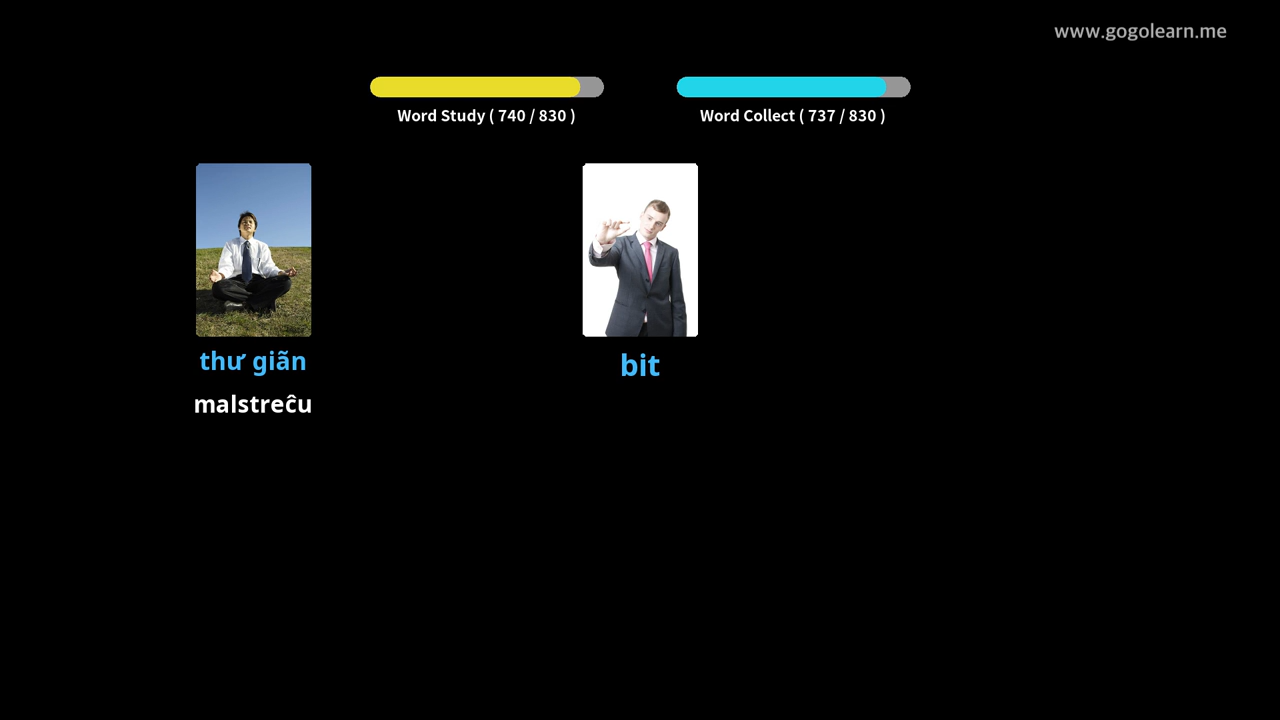 www.gogolearn.me
Word Study ( 740 / 830 )
Word Collect ( 737 / 830 )
thư giãn
malstreĉu
bit